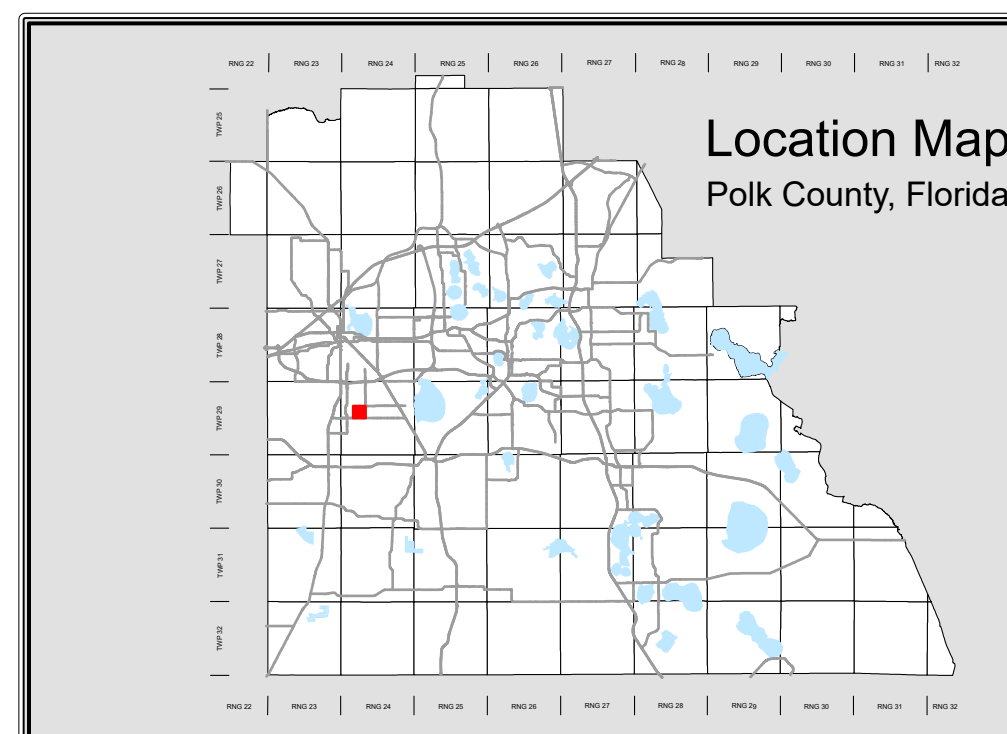 RNG 22 RNG 23 RNG 24 RNG 25 RNG 26 RNG 27 RNG 28 RNG 29 RNG 30 RNG 31 RNG 32
Location Map
Polk County, Florida
TWP 25
TWP 26
TWP 27
TWP 28
TWP 29
TWP 30
TWP 31
TWP 32
RNG 22 RNG 23 RNG 24 RNG 25 RNG 26 RNG 27 RNG 28 RNG 29 RNG 30 RNG 31 RNG 32